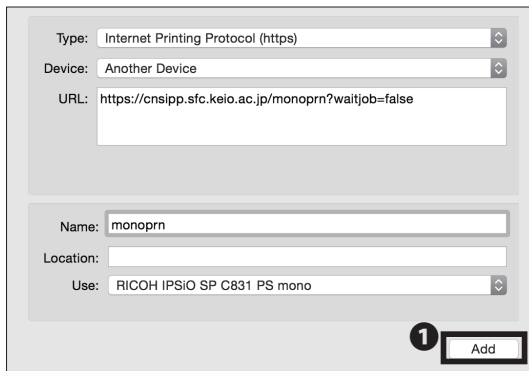 Type: Internet Printing Protocol (https)
Device: Another Device
URL: https://cnsipp.sfc.keio.ac.jp/monoprn?waitjob=false
Name: monoprn
Location:
Use: RICOH IPSiO SP C831 PS mono
❶
Add